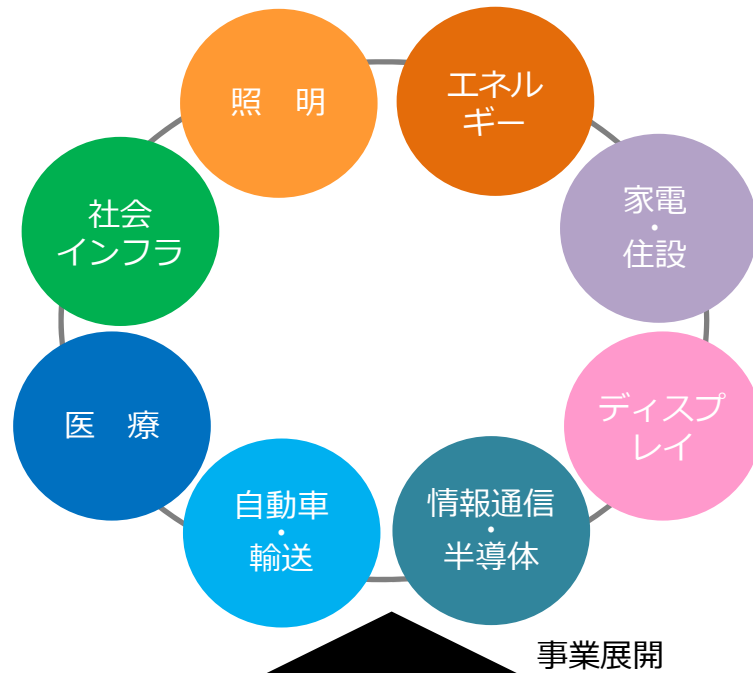 照　明
エネル
ギー
社会
インフラ
家電
・
住設
医　療
ディスプ
レイ
自動車
・
輸送
情報通信
・
半導体
事業展開